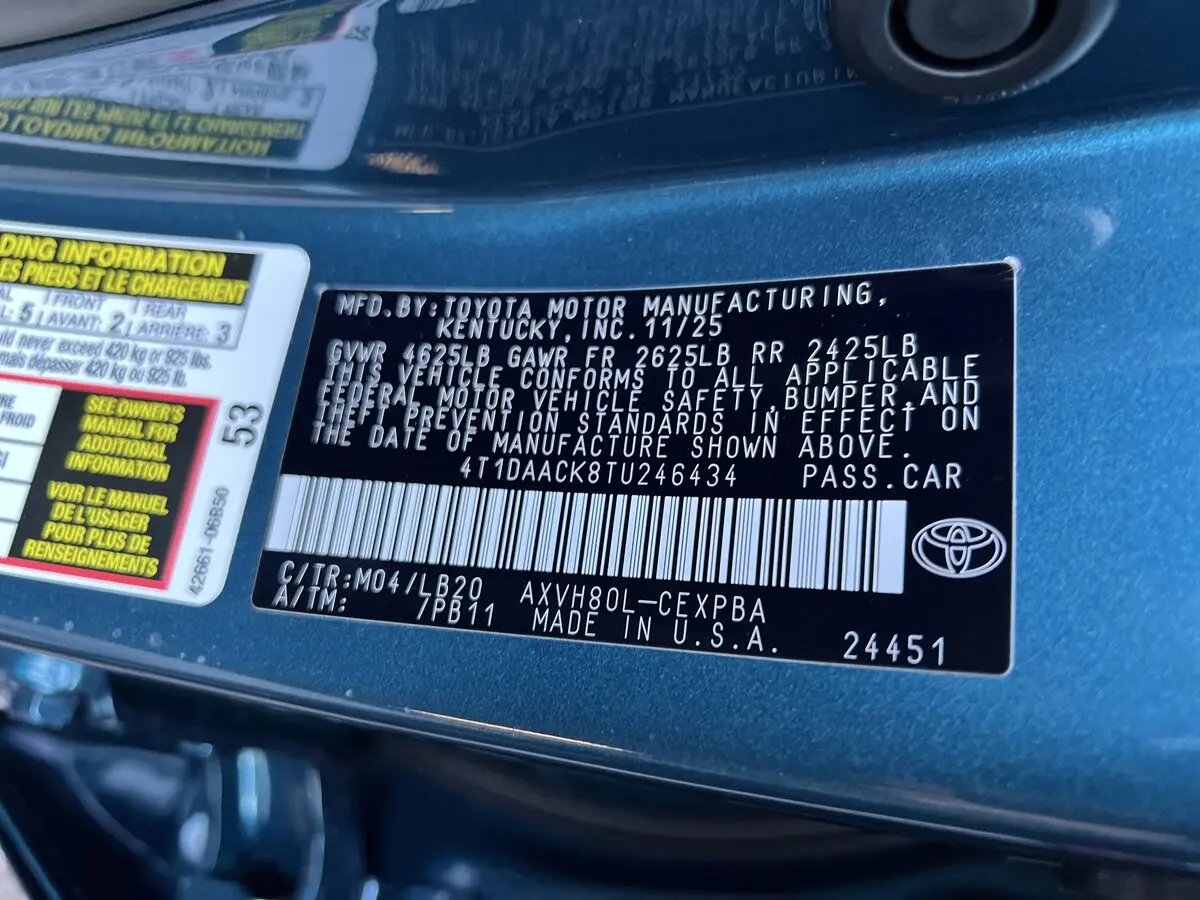 DING INFORMATION
ES PNEUS ET LE CHARGEMENT
FRONT REAR
: 5 AVANT: 2 ARRIÈRE: 3
ld never exceed 420 kg or 925 lbs.
mais dépasser 420 kg ou 925 lb.
SEE OWNER'S
MANUAL FOR
ADDITIONAL
INFORMATION
VOIR LE MANUEL
DE L'USAGER
POUR PLUS DE
RENSEIGNEMENTS
53
42661-06B50
MFD.BY:TOYOTA MOTOR MANUFACTURING,
KENTUCKY,INC.11/25
GVWR 4625LB GAWR FR 2625LB RR 2425LB
THIS VEHICLE CONFORMS TO ALL APPLICABLE
FEDERAL MOTOR VEHICLE SAFETY,BUMPER,AND
THEFT PREVENTION STANDARDS IN EFFECT ON
THE DATE OF MANUFACTURE SHOWN ABOVE.
4T1DAACK8TU246434 PASS.CAR
C/TR:M04/LB20 AXVH80L-CEXPBA
A/TM: /PB11 MADE IN U.S.A.
24451